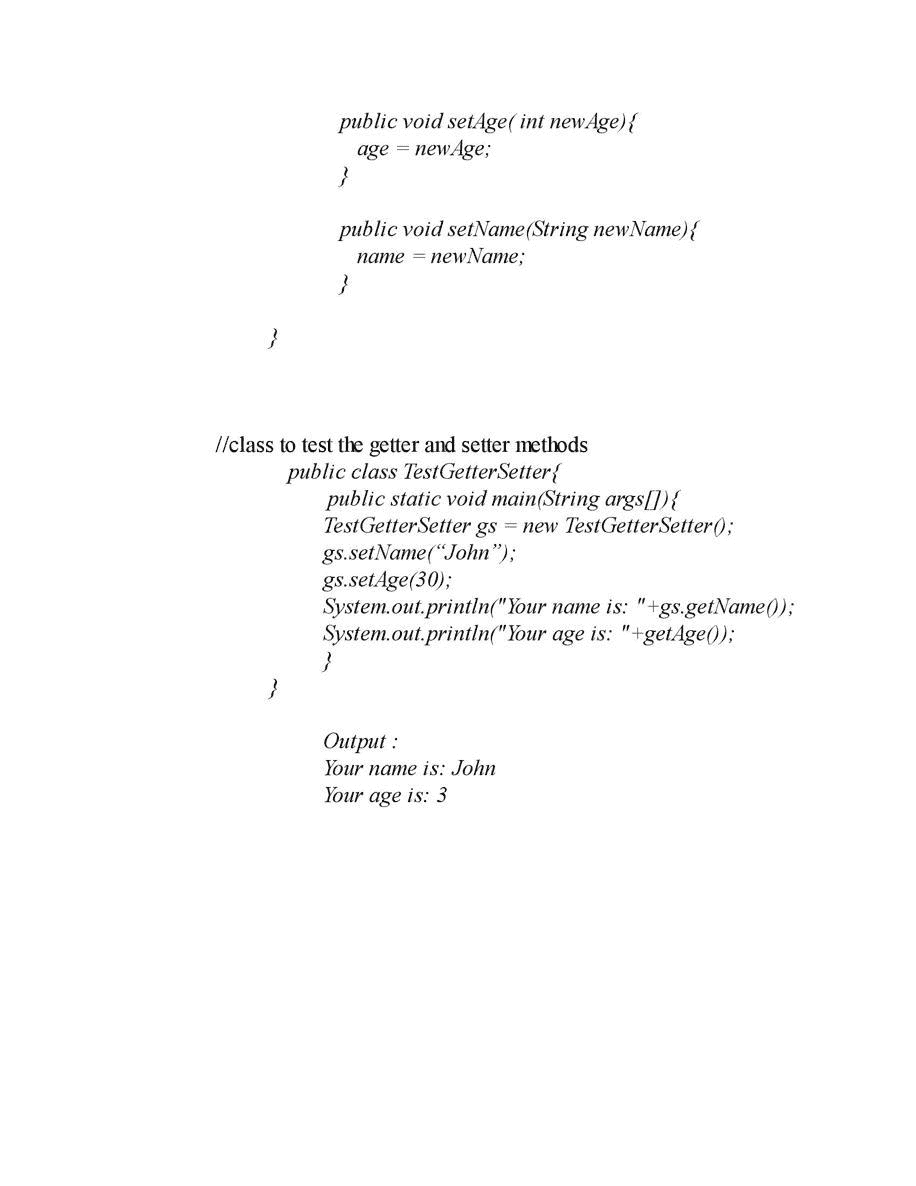 public void setAge( int newAge){
age = newAge;
}
public void setName(String newName){
name = newName;
}
}
//class to test the getter and setter methods
public class TestGetterSetter{
public static void main(String args[]){
TestGetterSetter gs = new TestGetterSetter();
gs.setName(“John”);
gs.setAge(30);
System.out.println("Your name is: "+gs.getName());
System.out.println("Your age is: "+getAge());
}
}
Output :
Your name is: John
Your age is: 3